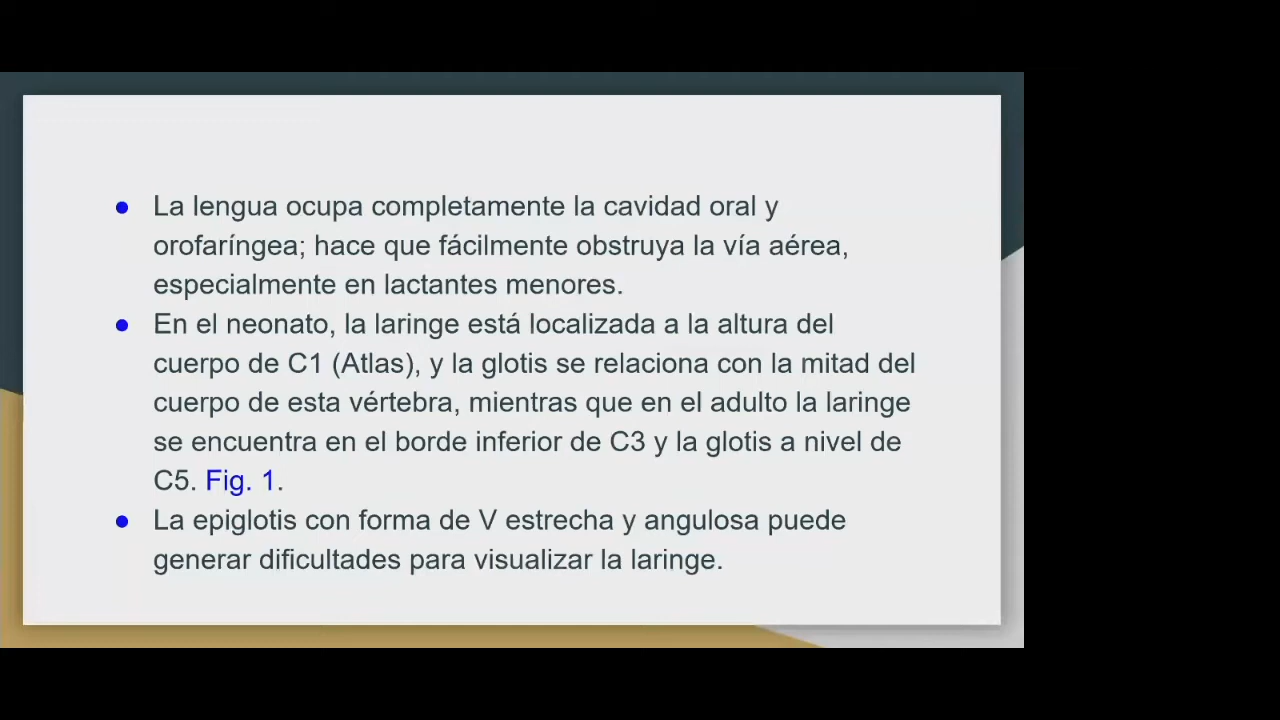 ● La lengua ocupa completamente la cavidad oral y
orofaríngea; hace que fácilmente obstruya la vía aérea,
especialmente en lactantes menores.
● En el neonato, la laringe está localizada a la altura del
cuerpo de C1 (Atlas), y la glotis se relaciona con la mitad del
cuerpo de esta vértebra, mientras que en el adulto la laringe
se encuentra en el borde inferior de C3 y la glotis a nivel de
C5. Fig. 1.
● La epiglotis con forma de V estrecha y angulosa puede
generar dificultades para visualizar la laringe.